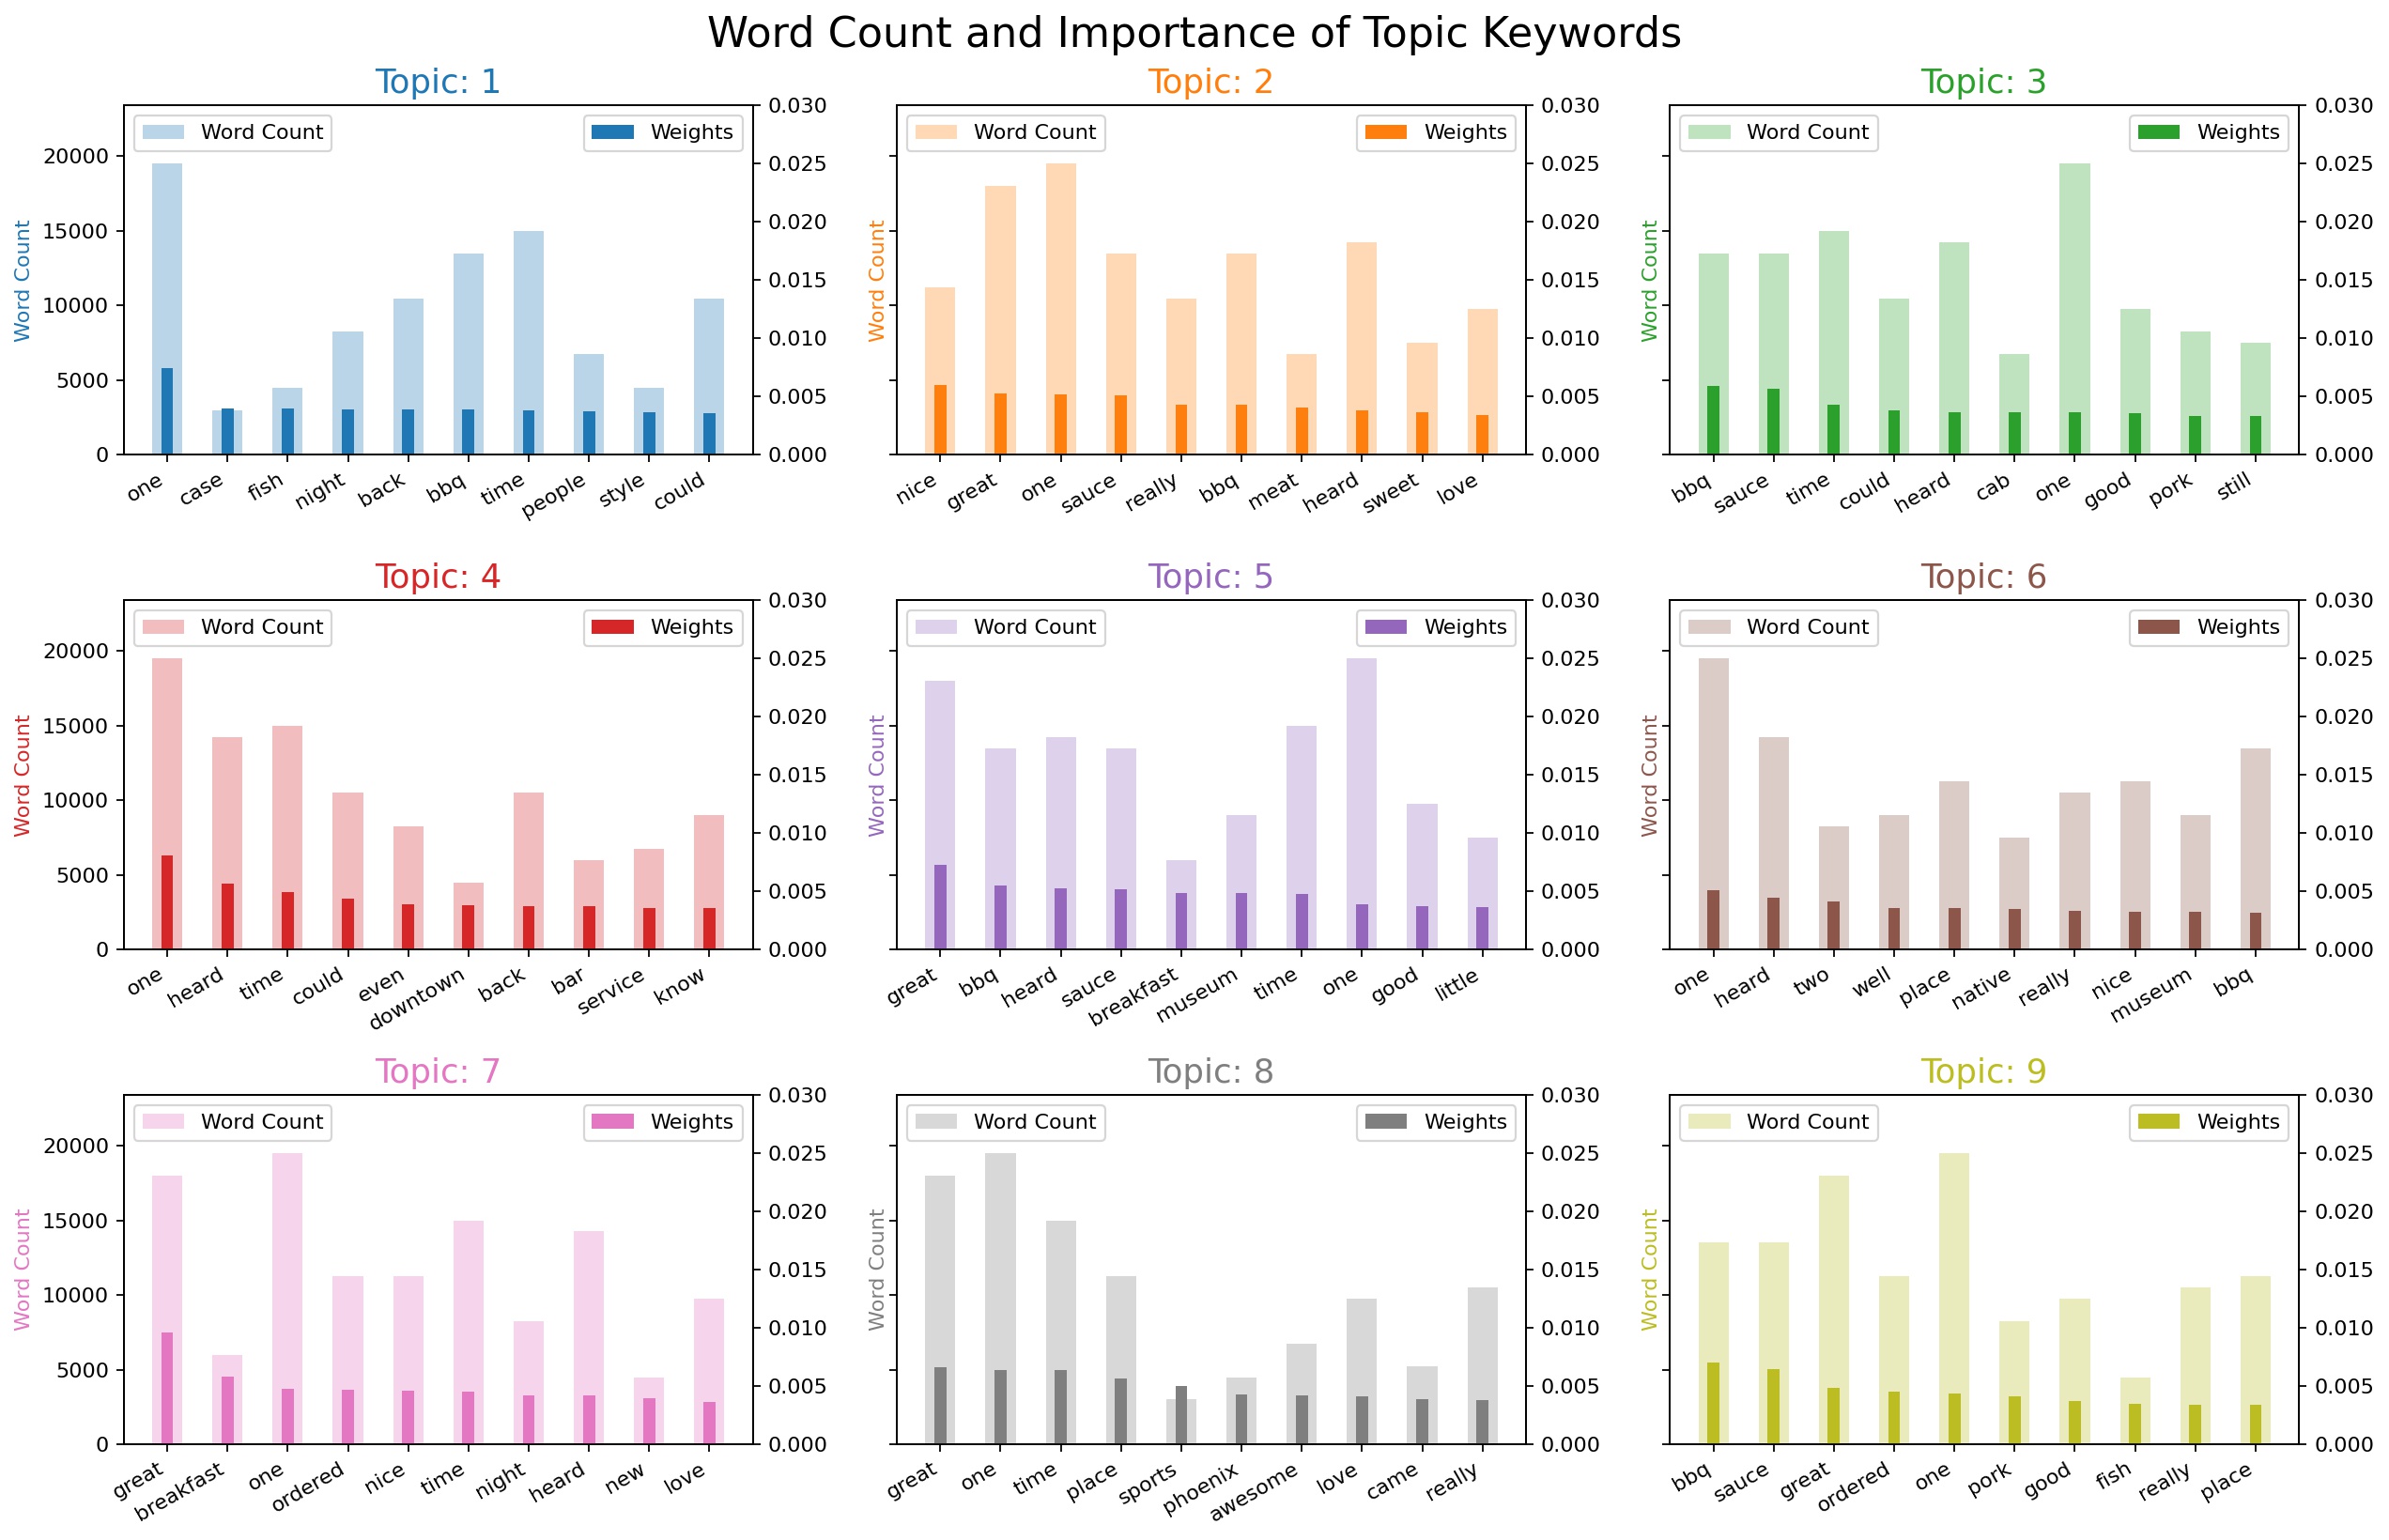 Word Count and Importance of Topic Keywords
Topic: 1
Word Count
Weights
Word Count
20000
15000
10000
5000
0
0.030
0.025
0.020
0.015
0.010
0.005
0.000
one case fish night back bbq time people style could
Topic: 2
Word Count
Weights
Word Count
0.030
0.025
0.020
0.015
0.010
0.005
0.000
nice great one sauce really bbq meat heard sweet love
Topic: 3
Word Count
Weights
Word Count
0.030
0.025
0.020
0.015
0.010
0.005
0.000
bbq sauce time could heard cab one good pork still
Topic: 4
Word Count
Weights
Word Count
20000
15000
10000
5000
0
0.030
0.025
0.020
0.015
0.010
0.005
0.000
one heard time could even downtown back bar service know
Topic: 5
Word Count
Weights
Word Count
0.030
0.025
0.020
0.015
0.010
0.005
0.000
great bbq heard sauce breakfast museum time one good little
Topic: 6
Word Count
Weights
Word Count
0.030
0.025
0.020
0.015
0.010
0.005
0.000
one heard two well place native really nice museum bbq
Topic: 7
Word Count
Weights
Word Count
20000
15000
10000
5000
0
0.030
0.025
0.020
0.015
0.010
0.005
0.000
great breakfast one ordered nice time night heard new love
Topic: 8
Word Count
Weights
Word Count
0.030
0.025
0.020
0.015
0.010
0.005
0.000
great one time place sports phoenix awesome love came really
Topic: 9
Word Count
Weights
Word Count
0.030
0.025
0.020
0.015
0.010
0.005
0.000
bbq sauce great ordered one pork good fish really place